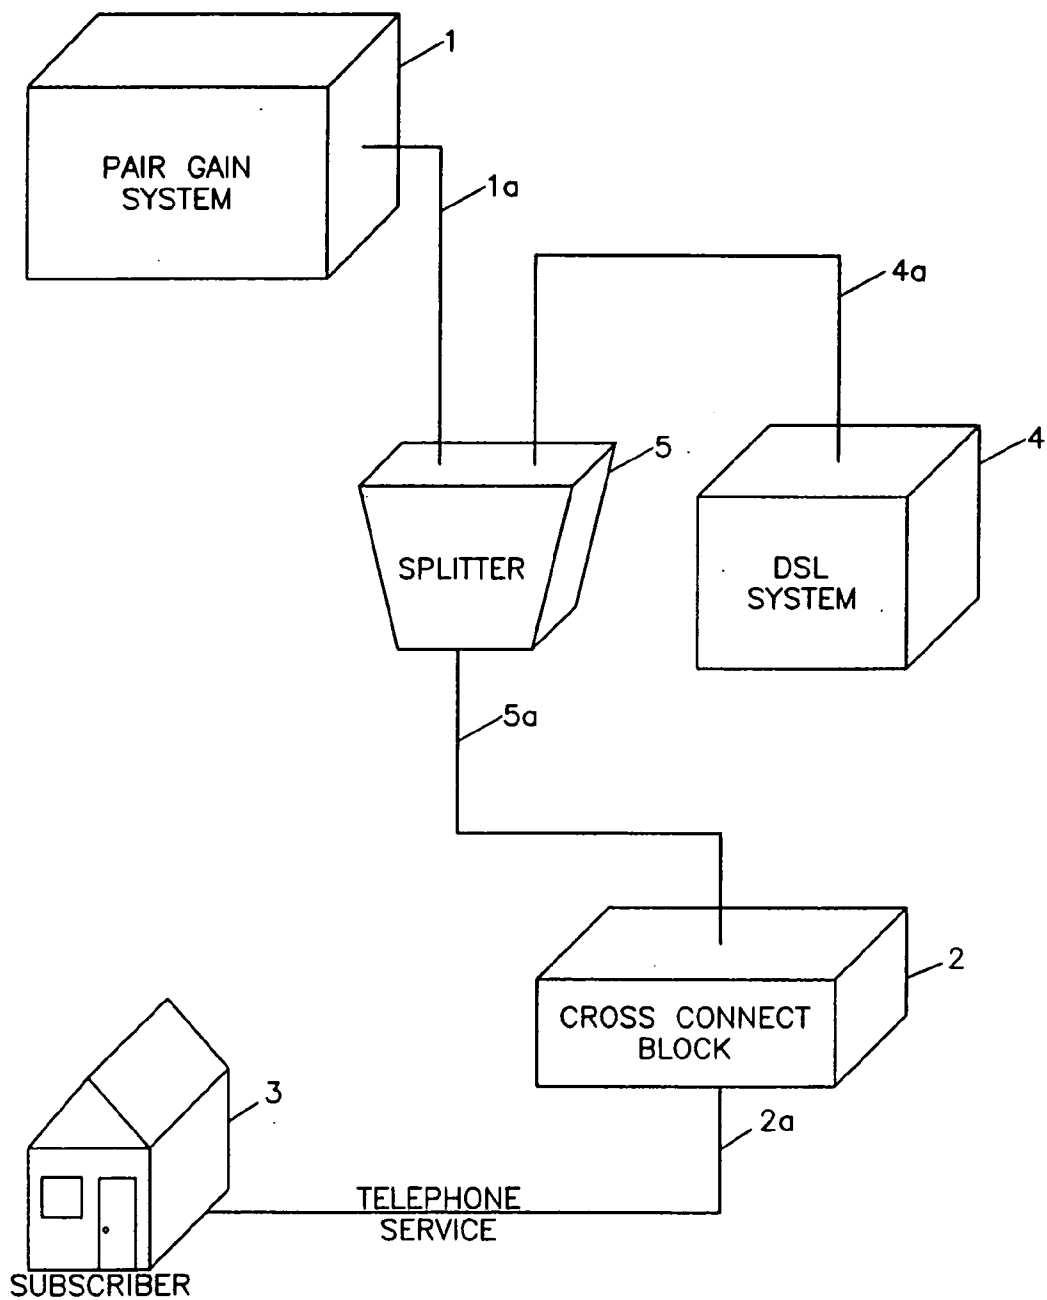 1
PAIR GAIN
SYSTEM
1a
4a
5
4
SPLITTER
DSL
SYSTEM
5a
2
CROSS CONNECT
BLOCK
3
2a
TELEPHONE
SERVICE
SUBSCRIBER